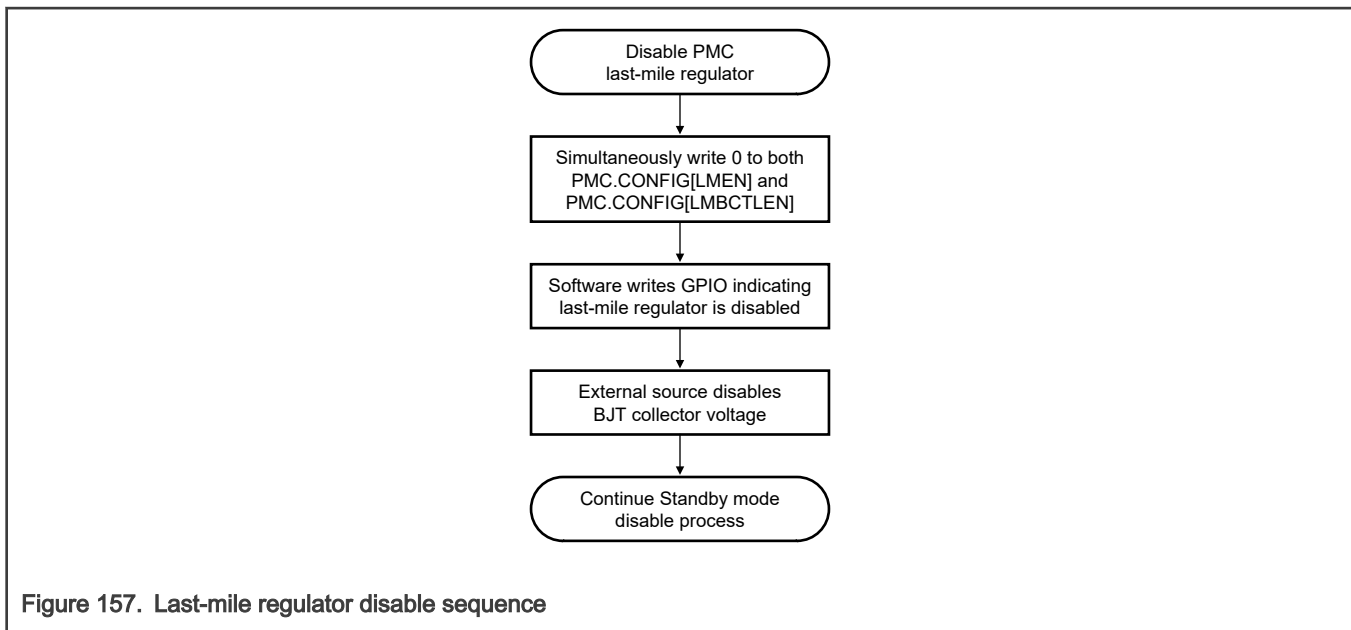 Disable PMC
last-mile regulator
Simultaneously write 0 to both
PMC.CONFIG[LMEN] and
PMC.CONFIG[LMBCTLEN]
Software writes GPIO indicating
last-mile regulator is disabled
External source disables
BJT collector voltage
Continue Standby mode
disable process
Figure 157. Last-mile regulator disable sequence